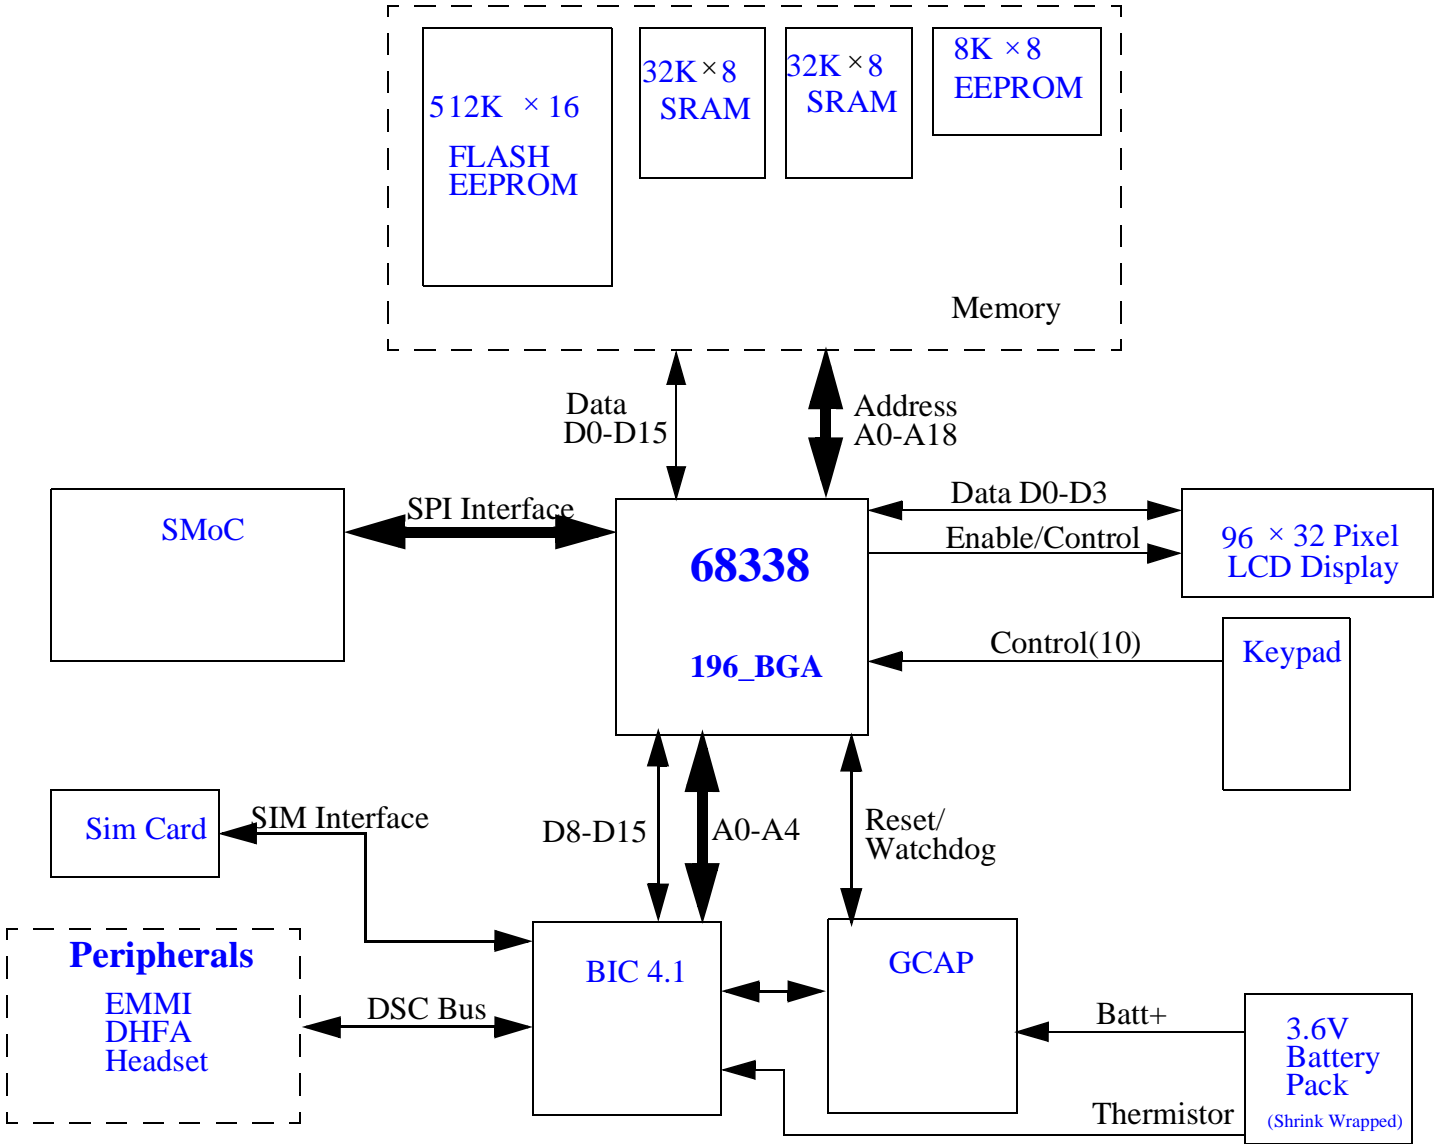 512K × 16
FLASH
EEPROM
32K × 8
SRAM
32K × 8
SRAM
8K × 8
EEPROM
Memory
Data
D0-D15
Address
A0-A18
SMoC
SPI Interface
68338
196_BGA
Data D0-D3
Enable/Control
96 × 32 Pixel
LCD Display
Control(10)
Keypad
Sim Card
SIM Interface
D8-D15
A0-A4
Reset/
Watchdog
Peripherals
EMMI
DHFA
Headset
DSC Bus
BIC 4.1
GCAP
Batt+
3.6V
Battery
Pack
(Shrink Wrapped)
Thermistor